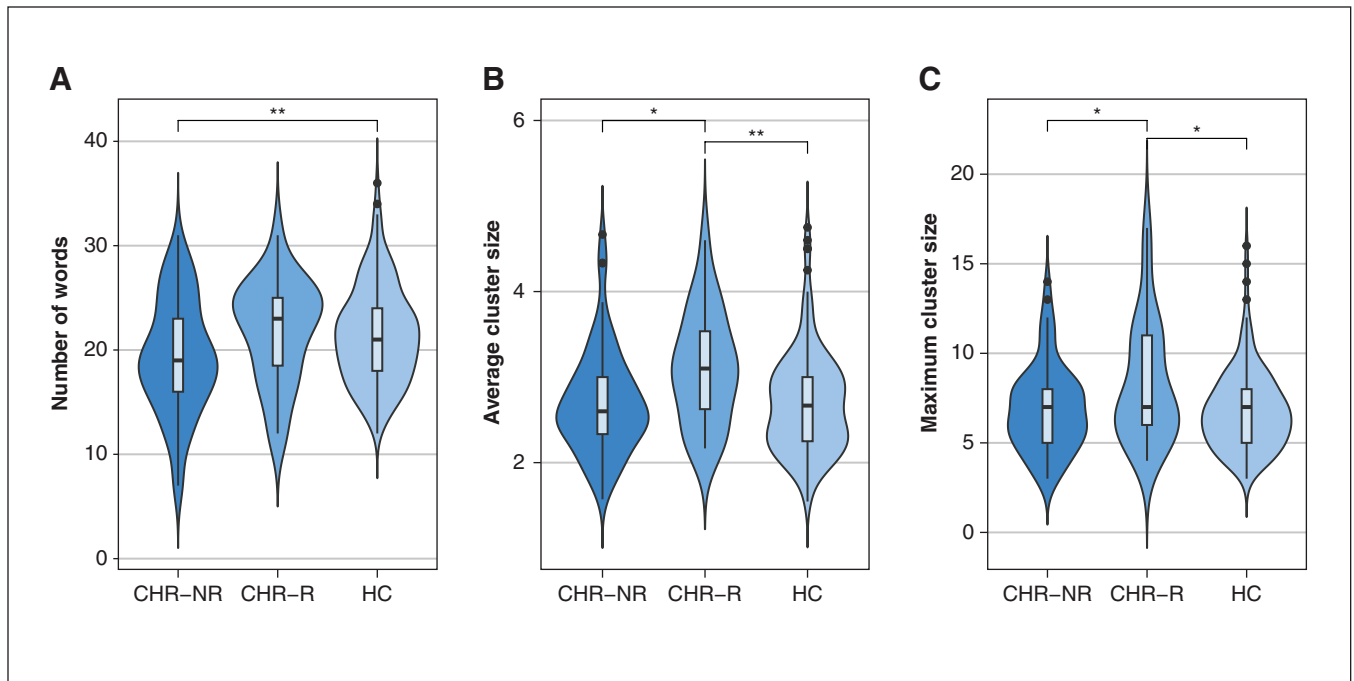 A
B
C
Number of words
40
30
20
10
0
**
CHR−NR
CHR−R
HC
Average cluster size
6
4
2
*
**
CHR−NR
CHR−R
HC
Maximum cluster size
20
15
10
5
0
*
*
CHR−NR
CHR−R
HC